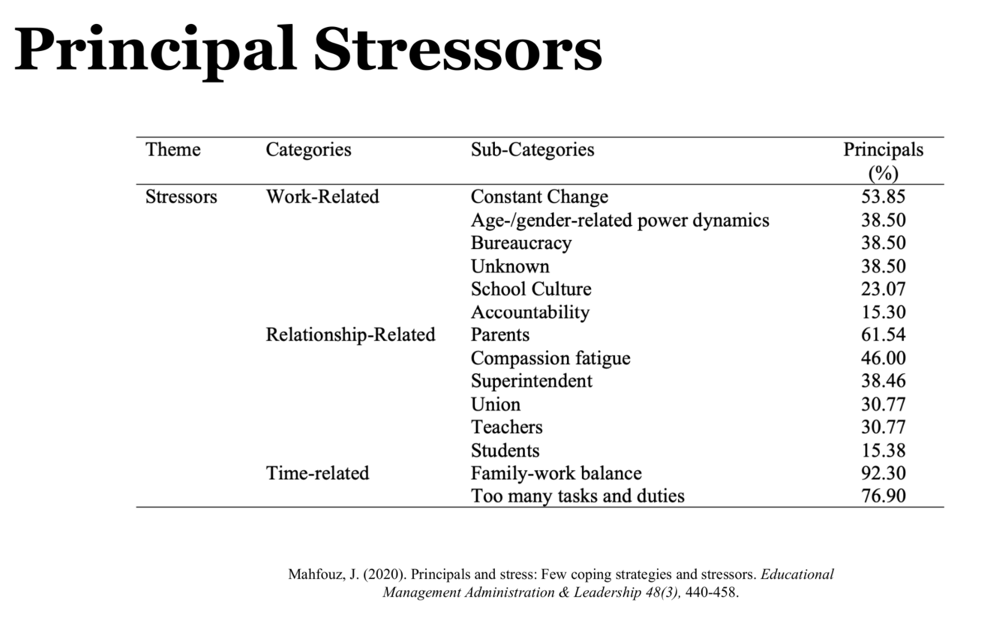 Principal Stressors
Theme Categories Sub-Categories Principals
(%)
Stressors Work-Related Constant Change 53.85
Age-/gender-related power dynamics 38.50
Bureaucracy 38.50
Unknown 38.50
School Culture 23.07
Accountability 15.30
Relationship-Related Parents 61.54
Compassion fatigue 46.00
Superintendent 38.46
Union 30.77
Teachers 30.77
Students 15.38
Time-related Family-work balance 92.30
Too many tasks and duties 76.90
Mahfouz, J. (2020). Principals and stress: Few coping strategies and stressors. Educational
Management Administration & Leadership 48(3), 440-458.